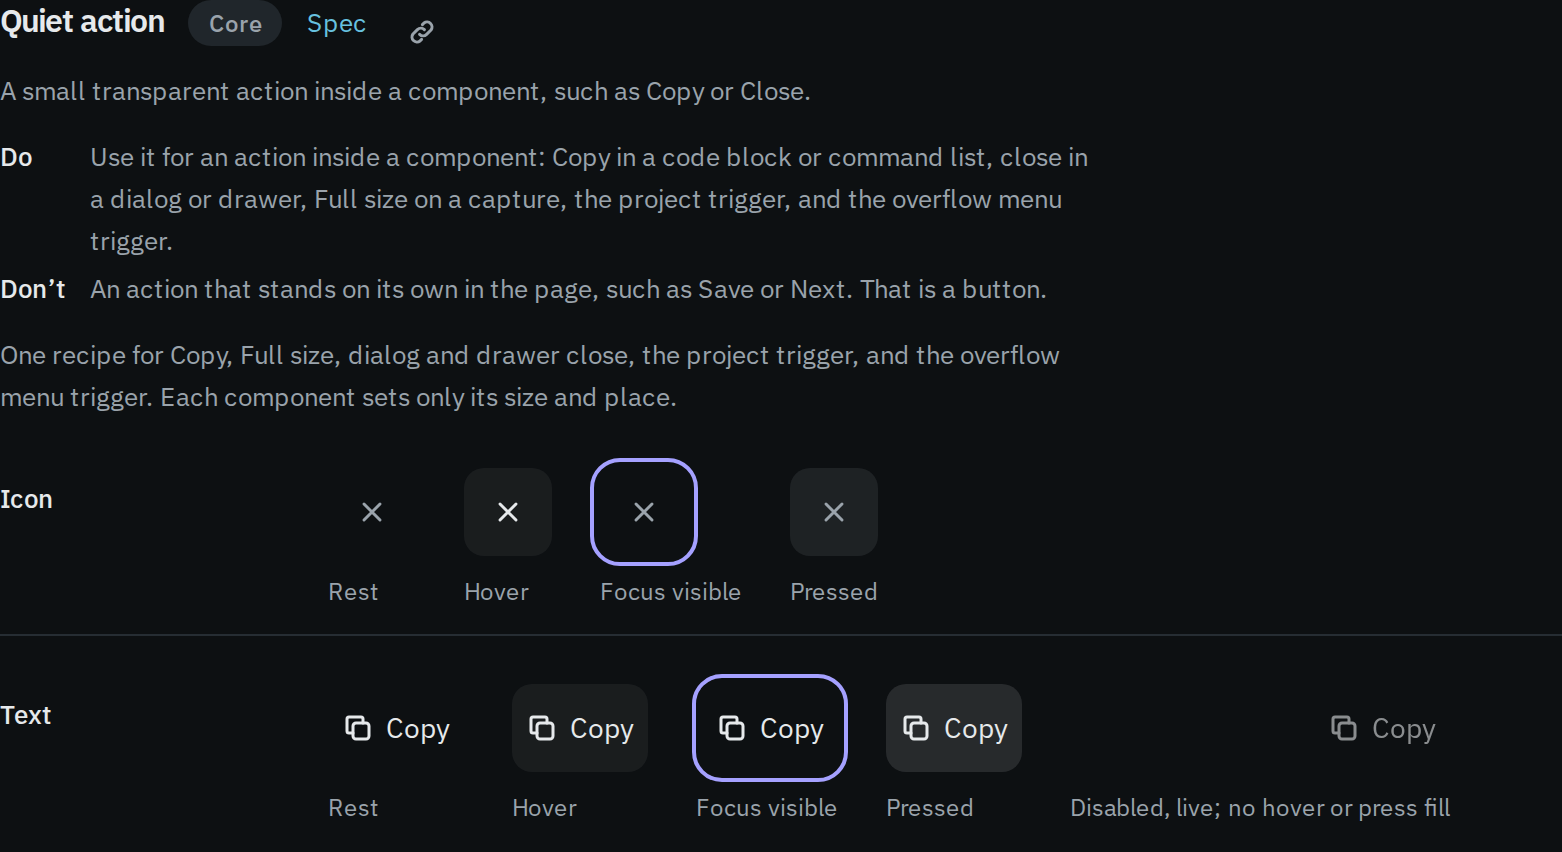 Quiet action Core Spec
A small transparent action inside a component, such as Copy or Close.
Do Use it for an action inside a component: Copy in a code block or command list, close in
a dialog or drawer, Full size on a capture, the project trigger, and the overflow menu
trigger.
Don’t An action that stands on its own in the page, such as Save or Next. That is a button.
One recipe for Copy, Full size, dialog and drawer close, the project trigger, and the overflow
menu trigger. Each component sets only its size and place.
Icon
Rest Hover Focus visible Pressed
Text Copy Copy Copy Copy Copy
Rest Hover Focus visible Pressed Disabled, live; no hover or press fill